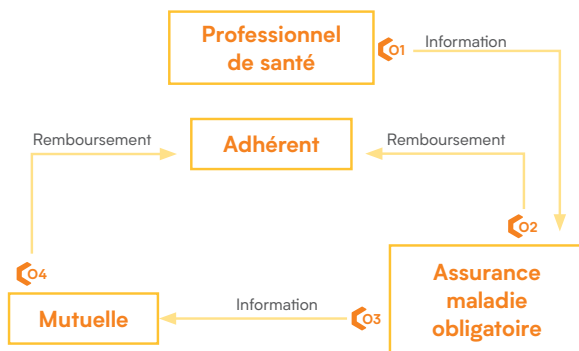 Professionnel
de santé
01
Information
Remboursement
Adhérent
Remboursement
02
04
Assurance
maladie
obligatoire
Information
03
Mutuelle